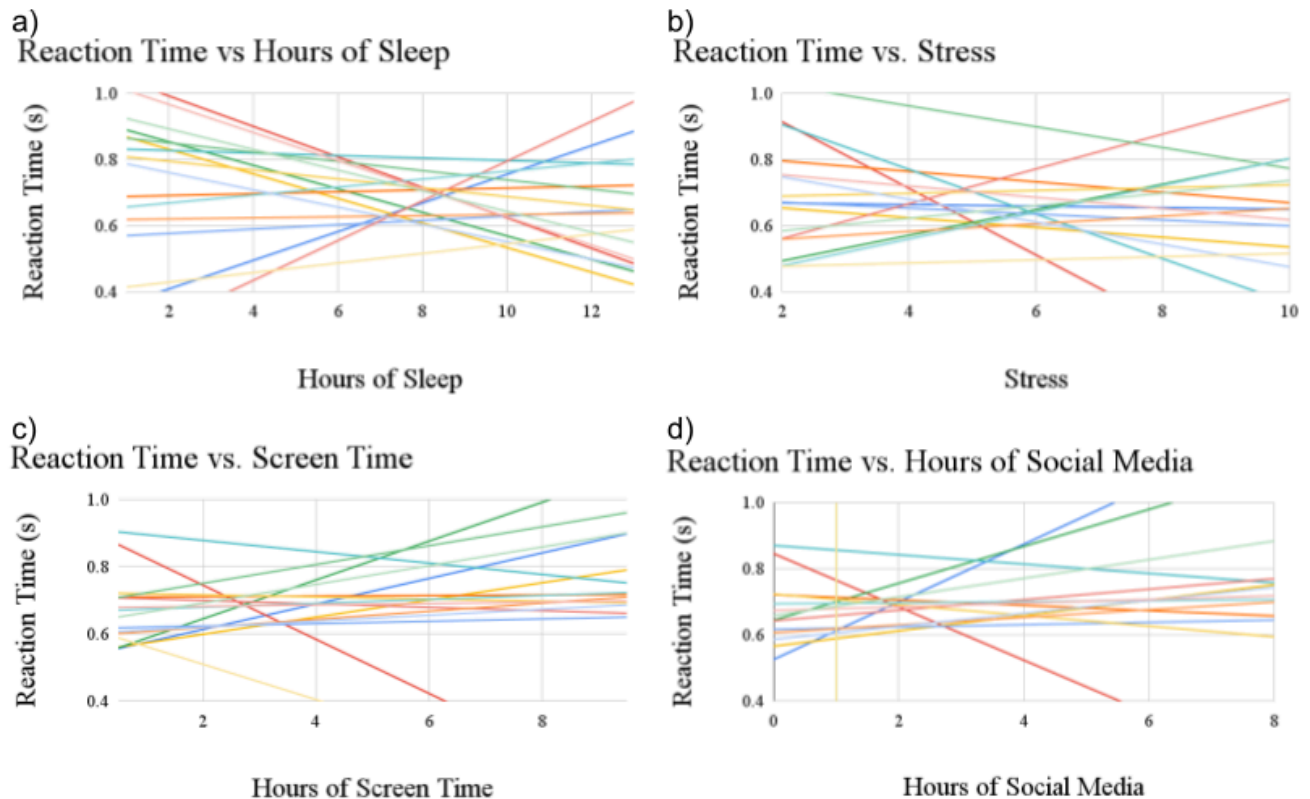 a)
Reaction Time vs Hours of Sleep
Reaction Time (s)
1.0
0.8
0.6
0.4
2 4 6 8 10 12
Hours of Sleep
b)
Reaction Time vs. Stress
Reaction Time (s)
1.0
0.8
0.6
0.4
2 4 6 8 10
Stress
c)
Reaction Time vs. Screen Time
Reaction Time (s)
1.0
0.8
0.6
0.4
2 4 6 8
Hours of Screen Time
d)
Reaction Time vs. Hours of Social Media
Reaction Time (s)
1.0
0.8
0.6
0.4
0 2 4 6 8
Hours of Social Media